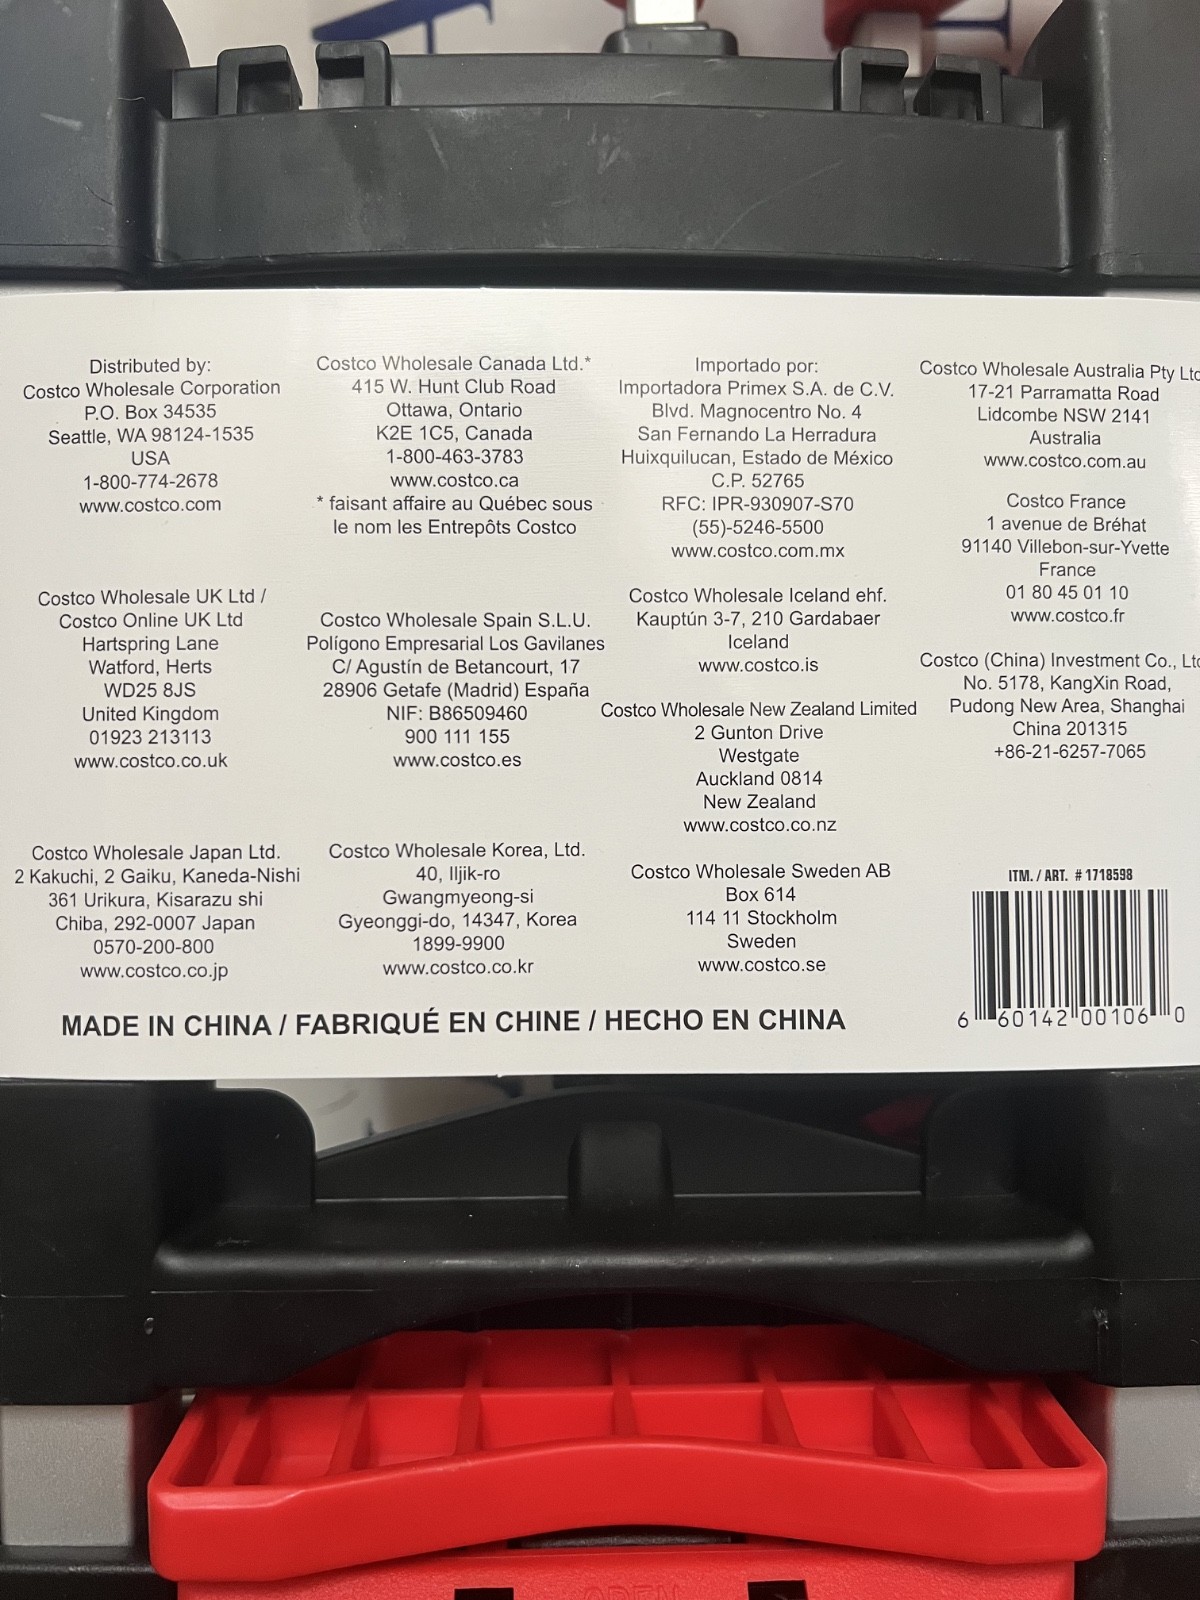 Distributed by:
Costco Wholesale Corporation
P.O. Box 34535
Seattle, WA 98124-1535
USA
1-800-774-2678
www.costco.com
Costco Wholesale Canada Ltd.*
415 W. Hunt Club Road
Ottawa, Ontario
K2E 1C5, Canada
1-800-463-3783
www.costco.ca
* faisant affaire au Québec sous
le nom les Entrepôts Costco
Importado por:
Importadora Primex S.A. de C.V.
Blvd. Magnocentro No. 4
San Fernando La Herradura
Huixquilucan, Estado de México
C.P. 52765
RFC: IPR-930907-S70
(55)-5246-5500
www.costco.com.mx
Costco Wholesale Australia Pty Ltd
17-21 Parramatta Road
Lidcombe NSW 2141
Australia
www.costco.com.au
Costco France
1 avenue de Bréhat
91140 Villebon-sur-Yvette
France
01 80 45 01 10
www.costco.fr
Costco Wholesale UK Ltd /
Costco Online UK Ltd
Hartspring Lane
Watford, Herts
WD25 8JS
United Kingdom
01923 213113
www.costco.co.uk
Costco Wholesale Spain S.L.U.
Polígono Empresarial Los Gavilanes
C/ Agustín de Betancourt, 17
28906 Getafe (Madrid) España
NIF: B86509460
900 111 155
www.costco.es
Costco Wholesale Iceland ehf.
Kauptún 3-7, 210 Gardabaer
Iceland
www.costco.is
Costco Wholesale New Zealand Limited
2 Gunton Drive
Westgate
Auckland 0814
New Zealand
www.costco.co.nz
Costco (China) Investment Co., Ltd
No. 5178, KangXin Road,
Pudong New Area, Shanghai
China 201315
+86-21-6257-7065
Costco Wholesale Japan Ltd.
2 Kakuchi, 2 Gaiku, Kaneda-Nishi
361 Urikura, Kisarazu shi
Chiba, 292-0007 Japan
0570-200-800
www.costco.co.jp
Costco Wholesale Korea, Ltd.
40, Iljik-ro
Gwangmyeong-si
Gyeonggi-do, 14347, Korea
1899-9900
www.costco.co.kr
Costco Wholesale Sweden AB
Box 614
114 11 Stockholm
Sweden
www.costco.se
ITM. / ART. # 1718598
6 60142 00106 0
MADE IN CHINA / FABRIQUÉ EN CHINE / HECHO EN CHINA
OPEN